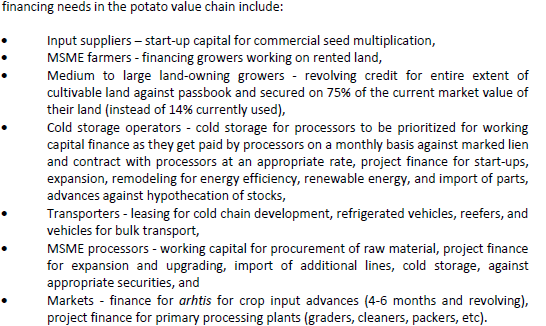 financing needs in the potato value chain include:
• Input suppliers – start-up capital for commercial seed multiplication,
• MSME farmers - financing growers working on rented land,
• Medium to large land-owning growers - revolving credit for entire extent of
cultivable land against passbook and secured on 75% of the current market value of
their land (instead of 14% currently used),
• Cold storage operators - cold storage for processors to be prioritized for working
capital finance as they get paid by processors on a monthly basis against marked lien
and contract with processors at an appropriate rate, project finance for start-ups,
expansion, remodeling for energy efficiency, renewable energy, and import of parts,
advances against hypothecation of stocks,
• Transporters - leasing for cold chain development, refrigerated vehicles, reefers, and
vehicles for bulk transport,
• MSME processors - working capital for procurement of raw material, project finance
for expansion and upgrading, import of additional lines, cold storage, against
appropriate securities, and
• Markets - finance for arhtis for crop input advances (4-6 months and revolving),
project finance for primary processing plants (graders, cleaners, packers, etc).